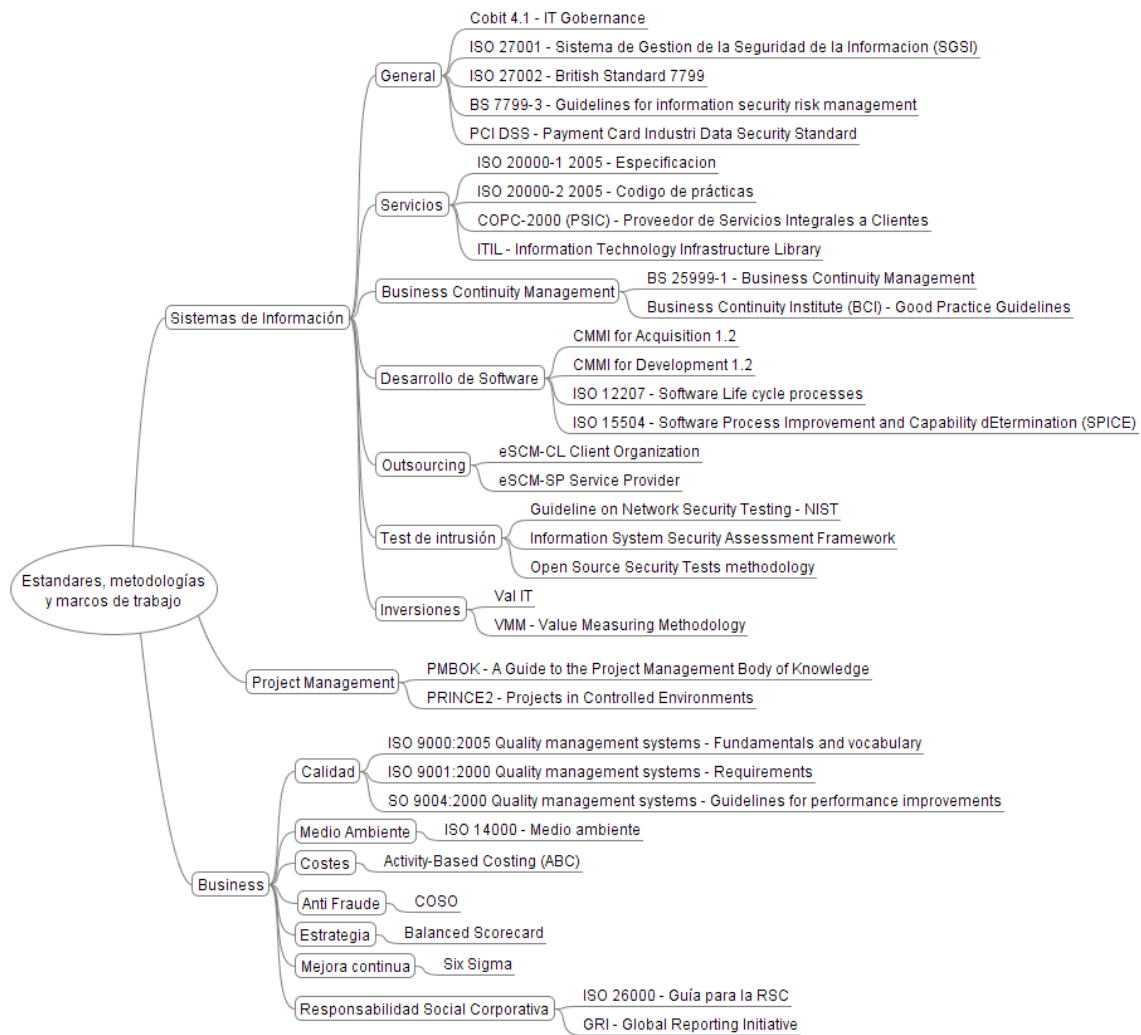 Estandares, metodologías
y marcos de trabajo
Sistemas de Información
General
Cobit 4.1 - IT Gobernance
ISO 27001 - Sistema de Gestion de la Seguridad de la Informacion (SGSI)
ISO 27002 - British Standard 7799
BS 7799-3 - Guidelines for information security risk management
PCI DSS - Payment Card Industri Data Security Standard
Servicios
ISO 20000-1 2005 - Especificacion
ISO 20000-2 2005 - Codigo de prácticas
COPC-2000 (PSIC) - Proveedor de Servicios Integrales a Clientes
ITIL - Information Technology Infrastructure Library
Business Continuity Management
BS 25999-1 - Business Continuity Management
Business Continuity Institute (BCI) - Good Practice Guidelines
Desarrollo de Software
CMMI for Acquisition 1.2
CMMI for Development 1.2
ISO 12207 - Software Life cycle processes
ISO 15504 - Software Process Improvement and Capability dEtermination (SPICE)
Outsourcing
eSCM-CL Client Organization
eSCM-SP Service Provider
Test de intrusión
Guideline on Network Security Testing - NIST
Information System Security Assessment Framework
Open Source Security Tests methodology
Inversiones
Val IT
VMM - Value Measuring Methodology
Project Management
PMBOK - A Guide to the Project Management Body of Knowledge
PRINCE2 - Projects in Controlled Environments
Business
Calidad
ISO 9000:2005 Quality management systems - Fundamentals and vocabulary
ISO 9001:2000 Quality management systems - Requirements
SO 9004:2000 Quality management systems - Guidelines for performance improvements
Medio Ambiente
ISO 14000 - Medio ambiente
Costes
Activity-Based Costing (ABC)
Anti Fraude
COSO
Estrategia
Balanced Scorecard
Mejora continua
Six Sigma
Responsabilidad Social Corporativa
ISO 26000 - Guía para la RSC
GRI - Global Reporting Initiative